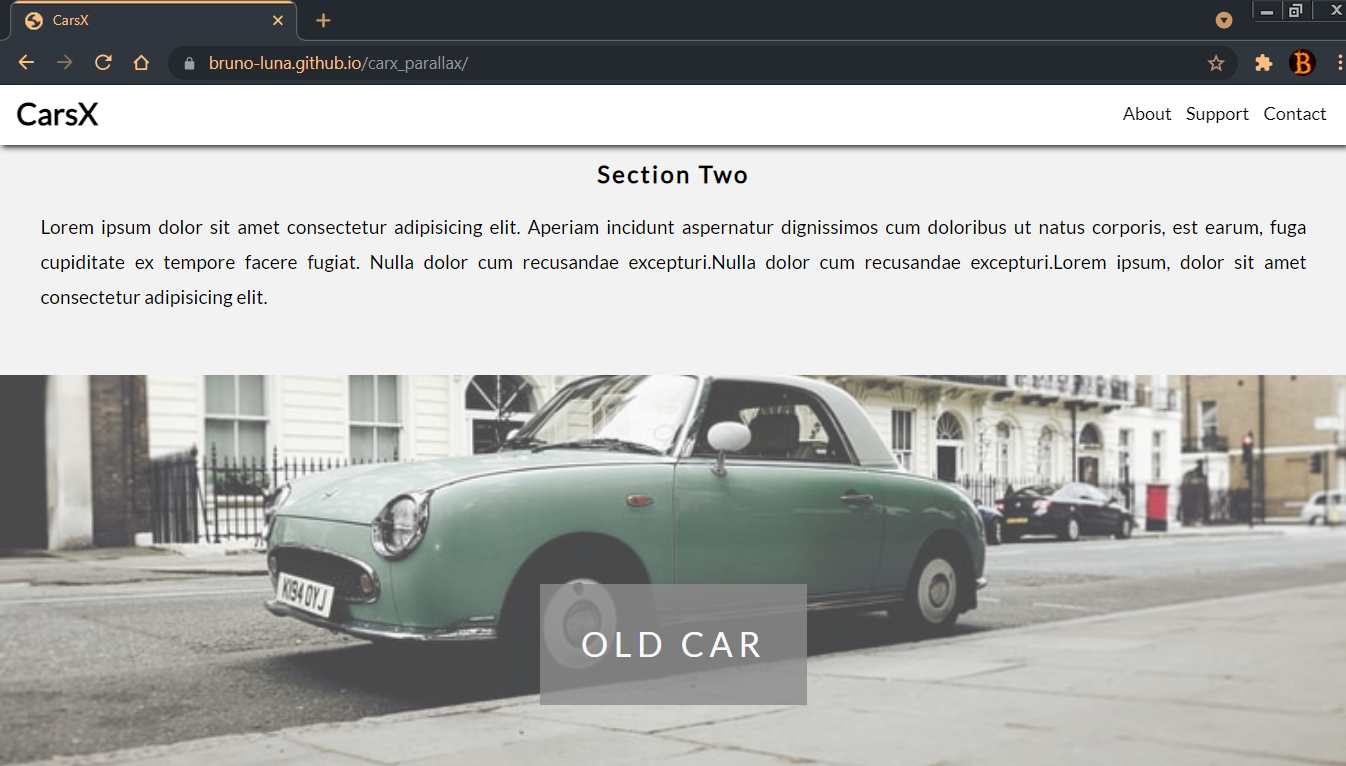 CarsX
bruno-luna.github.io/carx_parallax/
CarsX
About Support Contact
Section Two
Lorem ipsum dolor sit amet consectetur adipisicing elit. Aperiam incidunt aspernatur dignissimos cum doloribus ut natus corporis, est earum, fuga
cupiditate ex tempore facere fugiat. Nulla dolor cum recusandae excepturi.Nulla dolor cum recusandae excepturi.Lorem ipsum, dolor sit amet
consectetur adipisicing elit.
K194 OYJ
OLD CAR